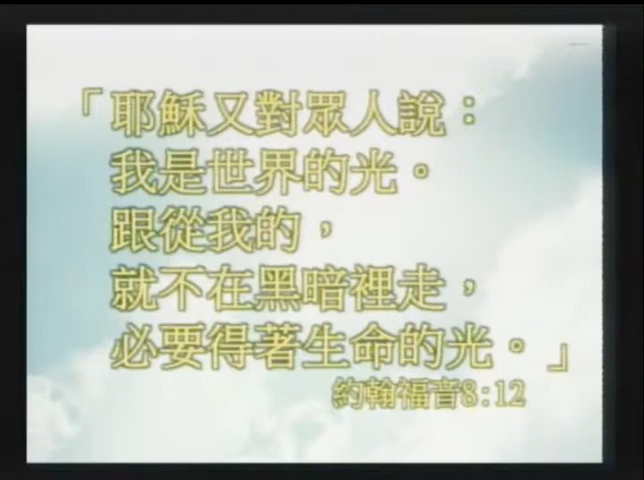 「耶穌又對眾人說：
我是世界的光。
跟從我的，
就不在黑暗裡走，
必要得著生命的光。」
約翰福音8:12